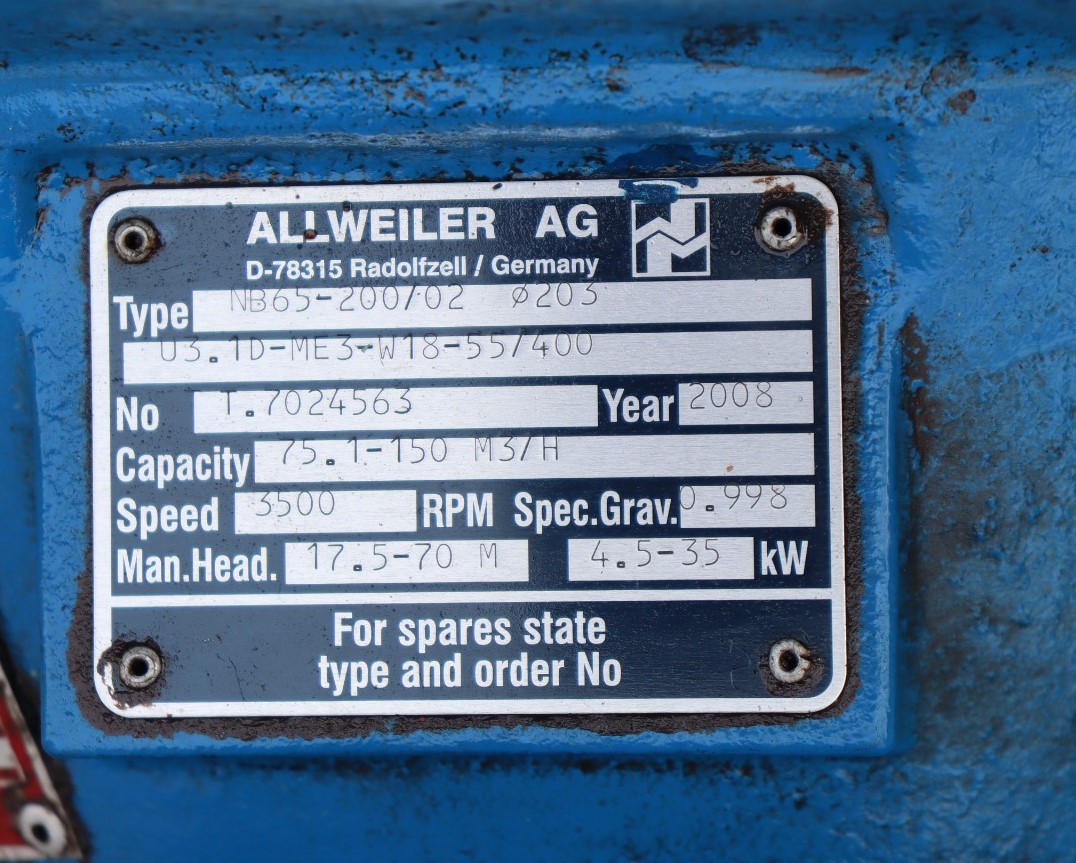 ALLWEILER AG
D-78315 Radolfzell / Germany
Type NB65-200/02 Ø203
U3.1D-ME3-W18-55/400
No T.7024563 Year 2008
Capacity 75.1-150 M3/H
Speed 3500 RPM Spec.Grav. 0.998
Man.Head. 17.5-70 M 4.5-35 kW
For spares state
type and order No